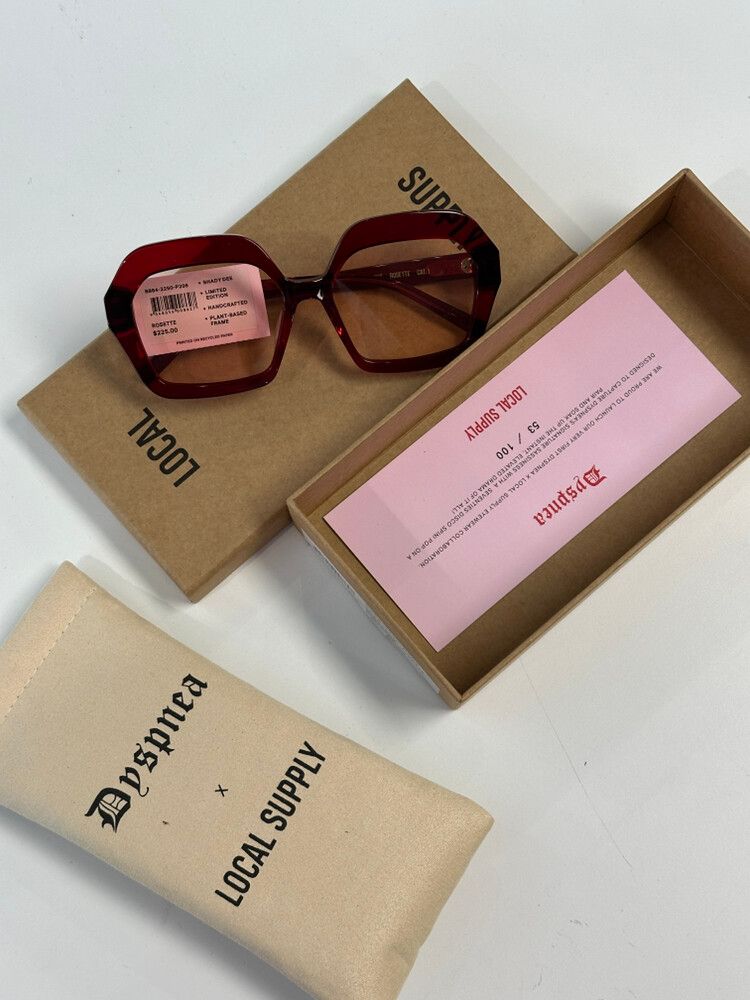 SUPPLY
LOCAL
ROSETTE CAT.1
SHADY DEE
LIMITED
EDITION
HANDCRAFTED
PLANT-BASED
FRAME
ROSETTE
$225.00
PRINTED ON RECYCLED PAPER
Dyspnea
WE ARE PROUD TO LAUNCH OUR VERY FIRST DYSPNEA X LOCAL SUPPLY EYEWEAR COLLABORATION
DESIGNED TO CAPTURE DYSPNEA'S SIGNATURE SASSINESS WITH A SEVENTIES DISCO SPIN! POP ON A
PAIR AND SOAK UP THE INSTANT, ELEVATED DRAMA OF IT ALL!
53 / 100
LOCAL SUPPLY
Dyspnea
x
LOCAL SUPPLY